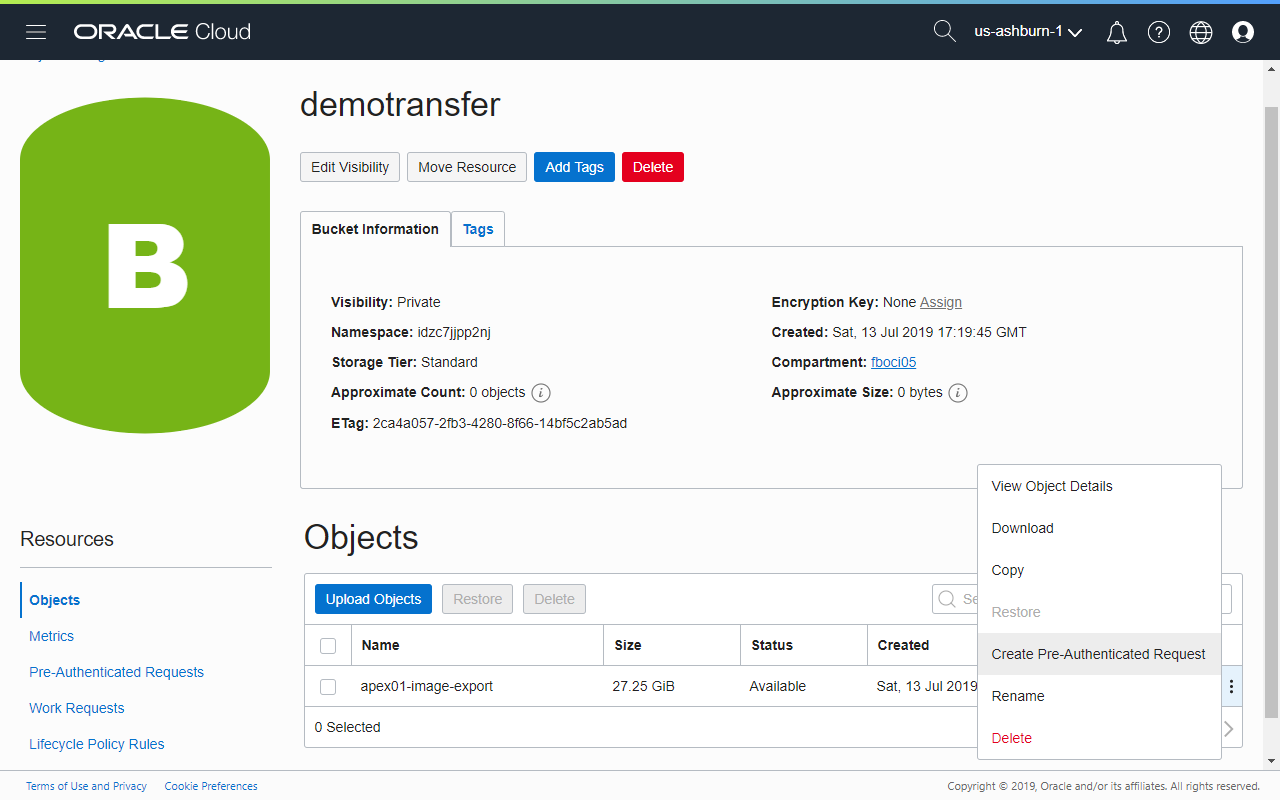 ORACLE Cloud
us-ashburn-1
demotransfer
Edit Visibility
Move Resource
Add Tags
Delete
B
Bucket Information
Tags
Visibility: Private
Encryption Key: None Assign
Namespace: idzc7jjpp2nj
Created: Sat, 13 Jul 2019 17:19:45 GMT
Storage Tier: Standard
Compartment: fboci05
Approximate Count: 0 objects
Approximate Size: 0 bytes
ETag: 2ca4a057-2fb3-4280-8f66-14bf5c2ab5ad
Resources
Objects
Metrics
Pre-Authenticated Requests
Work Requests
Lifecycle Policy Rules
Objects
Upload Objects
Restore
Delete
Se
Name
Size
Status
Created
apex01-image-export
27.25 GiB
Available
Sat, 13 Jul 2019
0 Selected
View Object Details
Download
Copy
Restore
Create Pre-Authenticated Request
Rename
Delete
Terms of Use and Privacy
Cookie Preferences
Copyright © 2019, Oracle and/or its affiliates. All rights reserved.